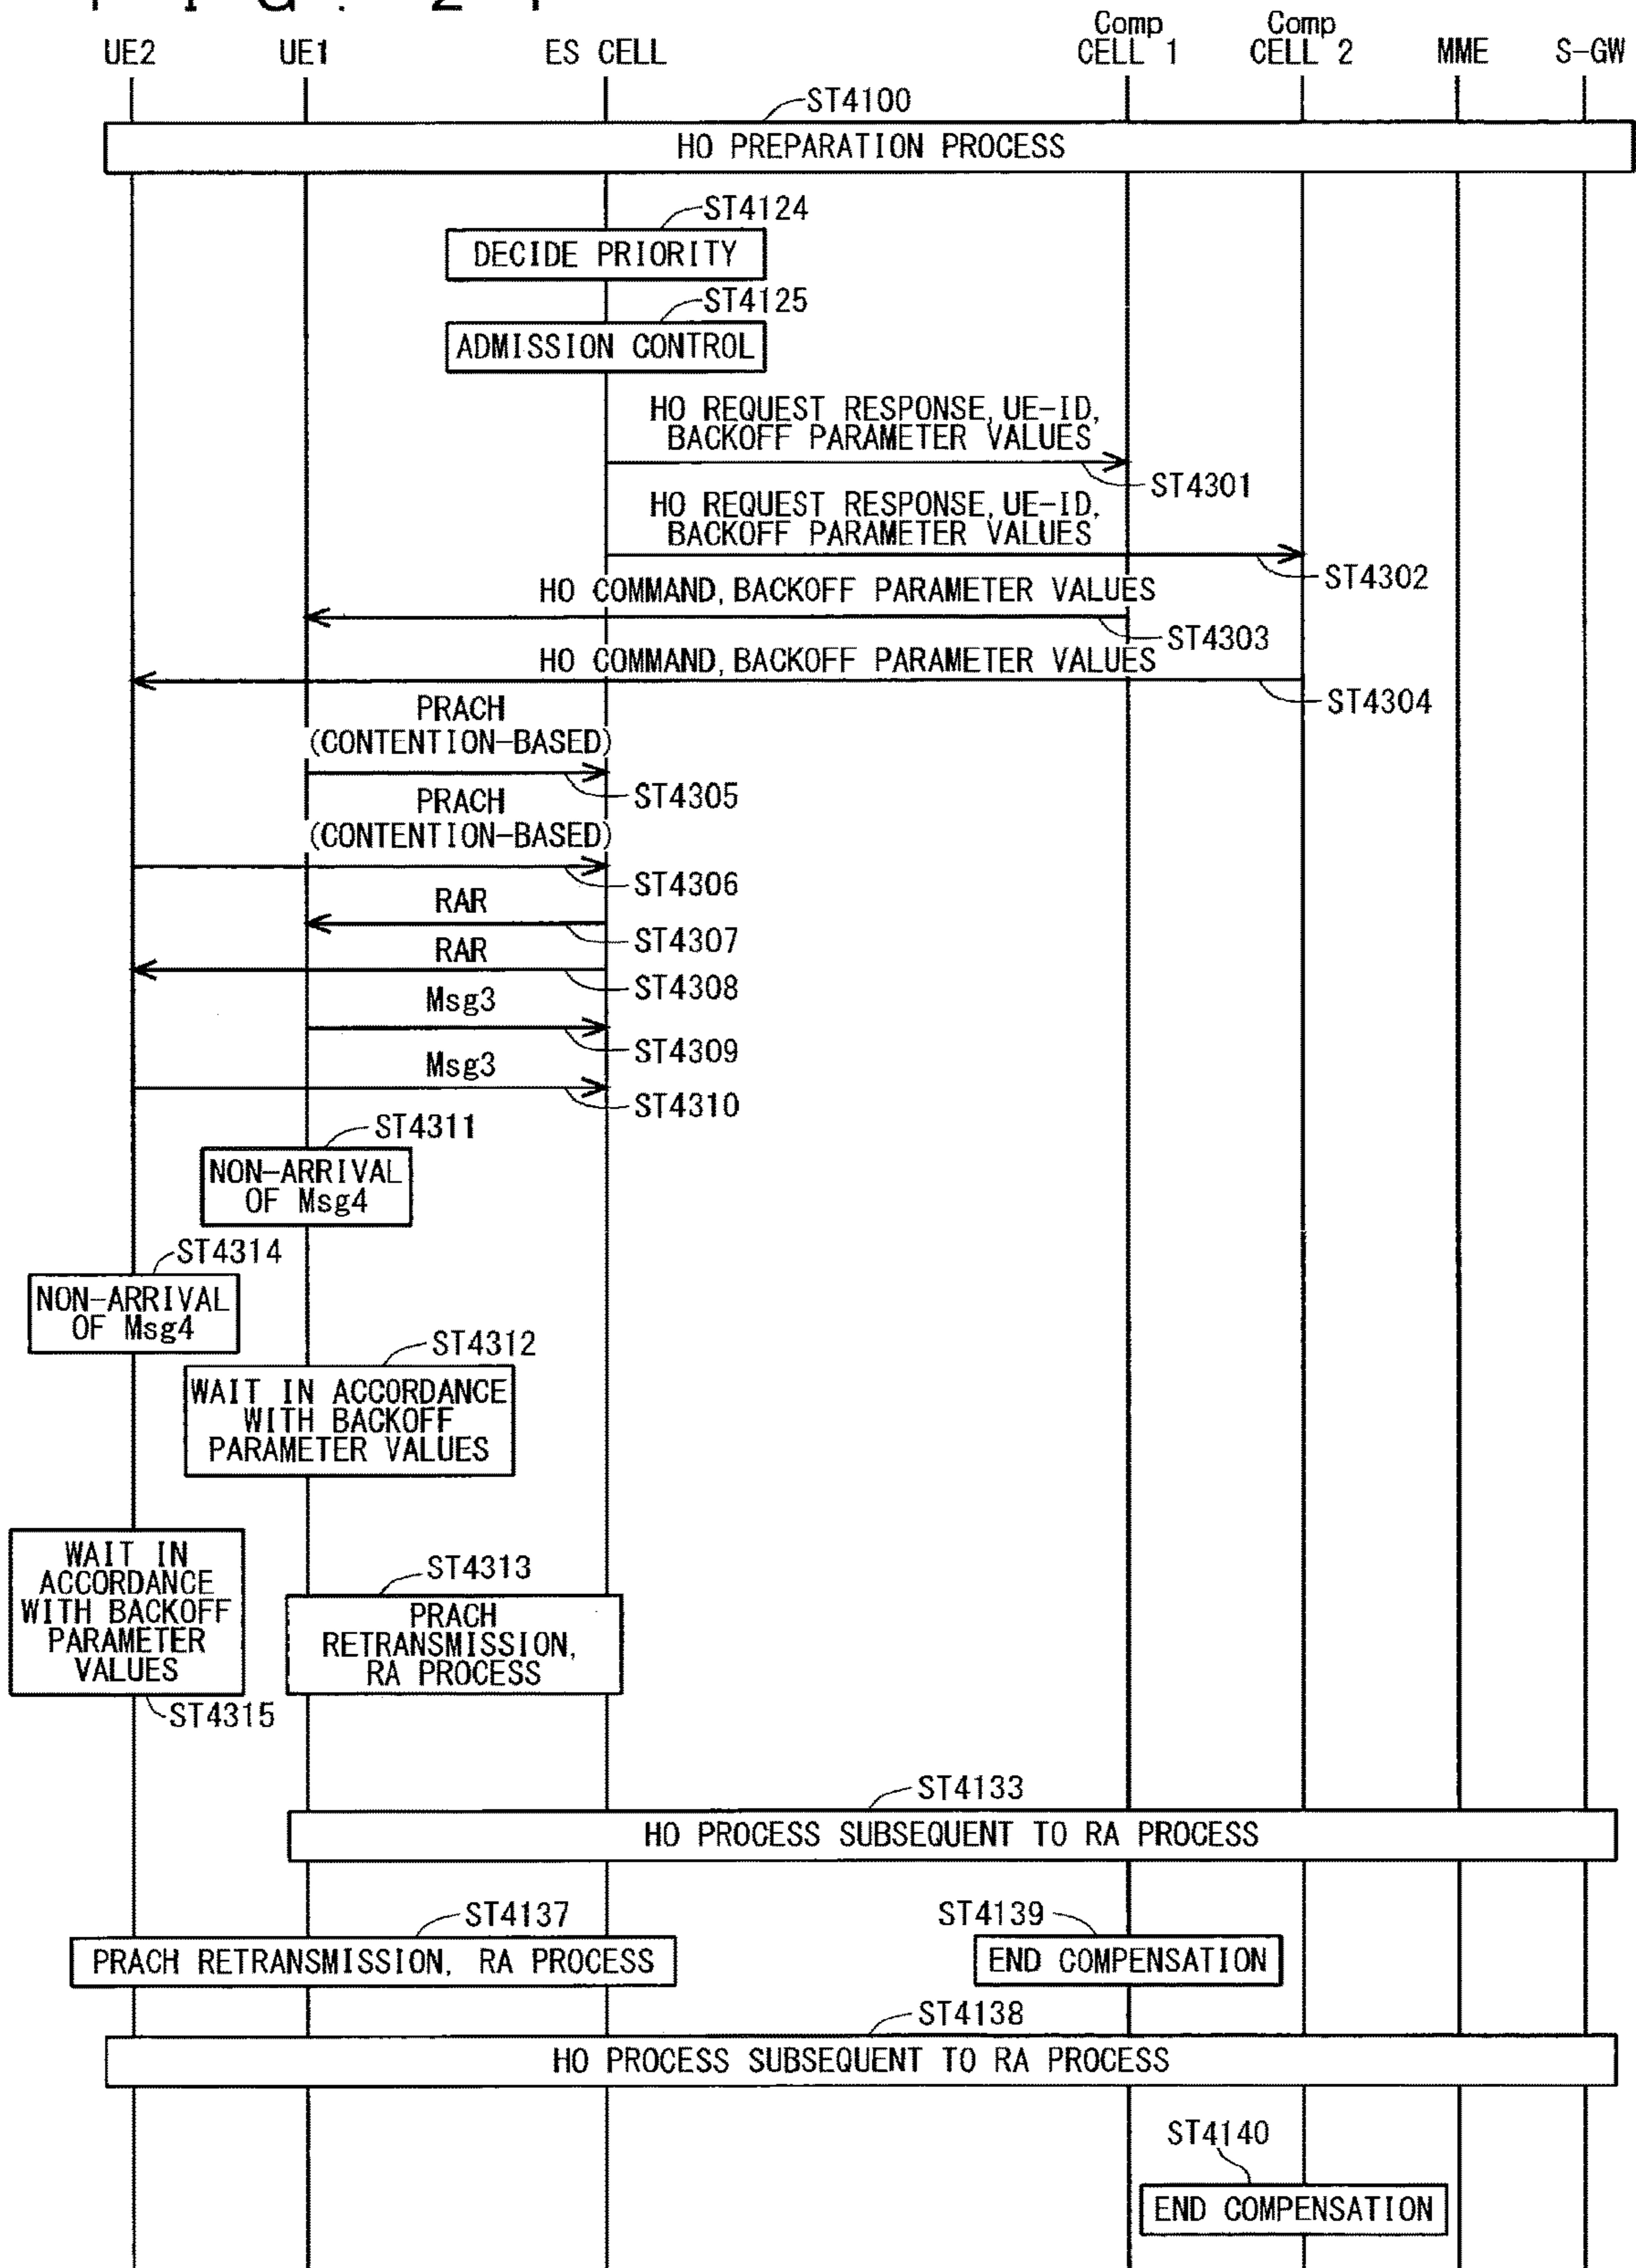 UE2 UE1 ES CELL Comp CELL 1 Comp CELL 2 MME S-GW
ST4100
HO PREPARATION PROCESS
ST4124
DECIDE PRIORITY
ST4125
ADMISSION CONTROL
HO REQUEST RESPONSE, UE-ID,
BACKOFF PARAMETER VALUES
ST4301
HO REQUEST RESPONSE, UE-ID,
BACKOFF PARAMETER VALUES
ST4302
HO COMMAND, BACKOFF PARAMETER VALUES
ST4303
HO COMMAND, BACKOFF PARAMETER VALUES
ST4304
PRACH
(CONTENTION-BASED)
ST4305
PRACH
(CONTENTION-BASED)
ST4306
RAR
ST4307
RAR
ST4308
Msg3
ST4309
Msg3
ST4310
ST4311
NON-ARRIVAL
OF Msg4
ST4314
NON-ARRIVAL
OF Msg4
ST4312
WAIT IN ACCORDANCE
WITH BACKOFF
PARAMETER VALUES
WAIT IN
ACCORDANCE
WITH BACKOFF
PARAMETER
VALUES
ST4315
ST4313
PRACH
RETRANSMISSION,
RA PROCESS
ST4133
HO PROCESS SUBSEQUENT TO RA PROCESS
ST4137
PRACH RETRANSMISSION, RA PROCESS
ST4139
END COMPENSATION
ST4138
HO PROCESS SUBSEQUENT TO RA PROCESS
ST4140
END COMPENSATION